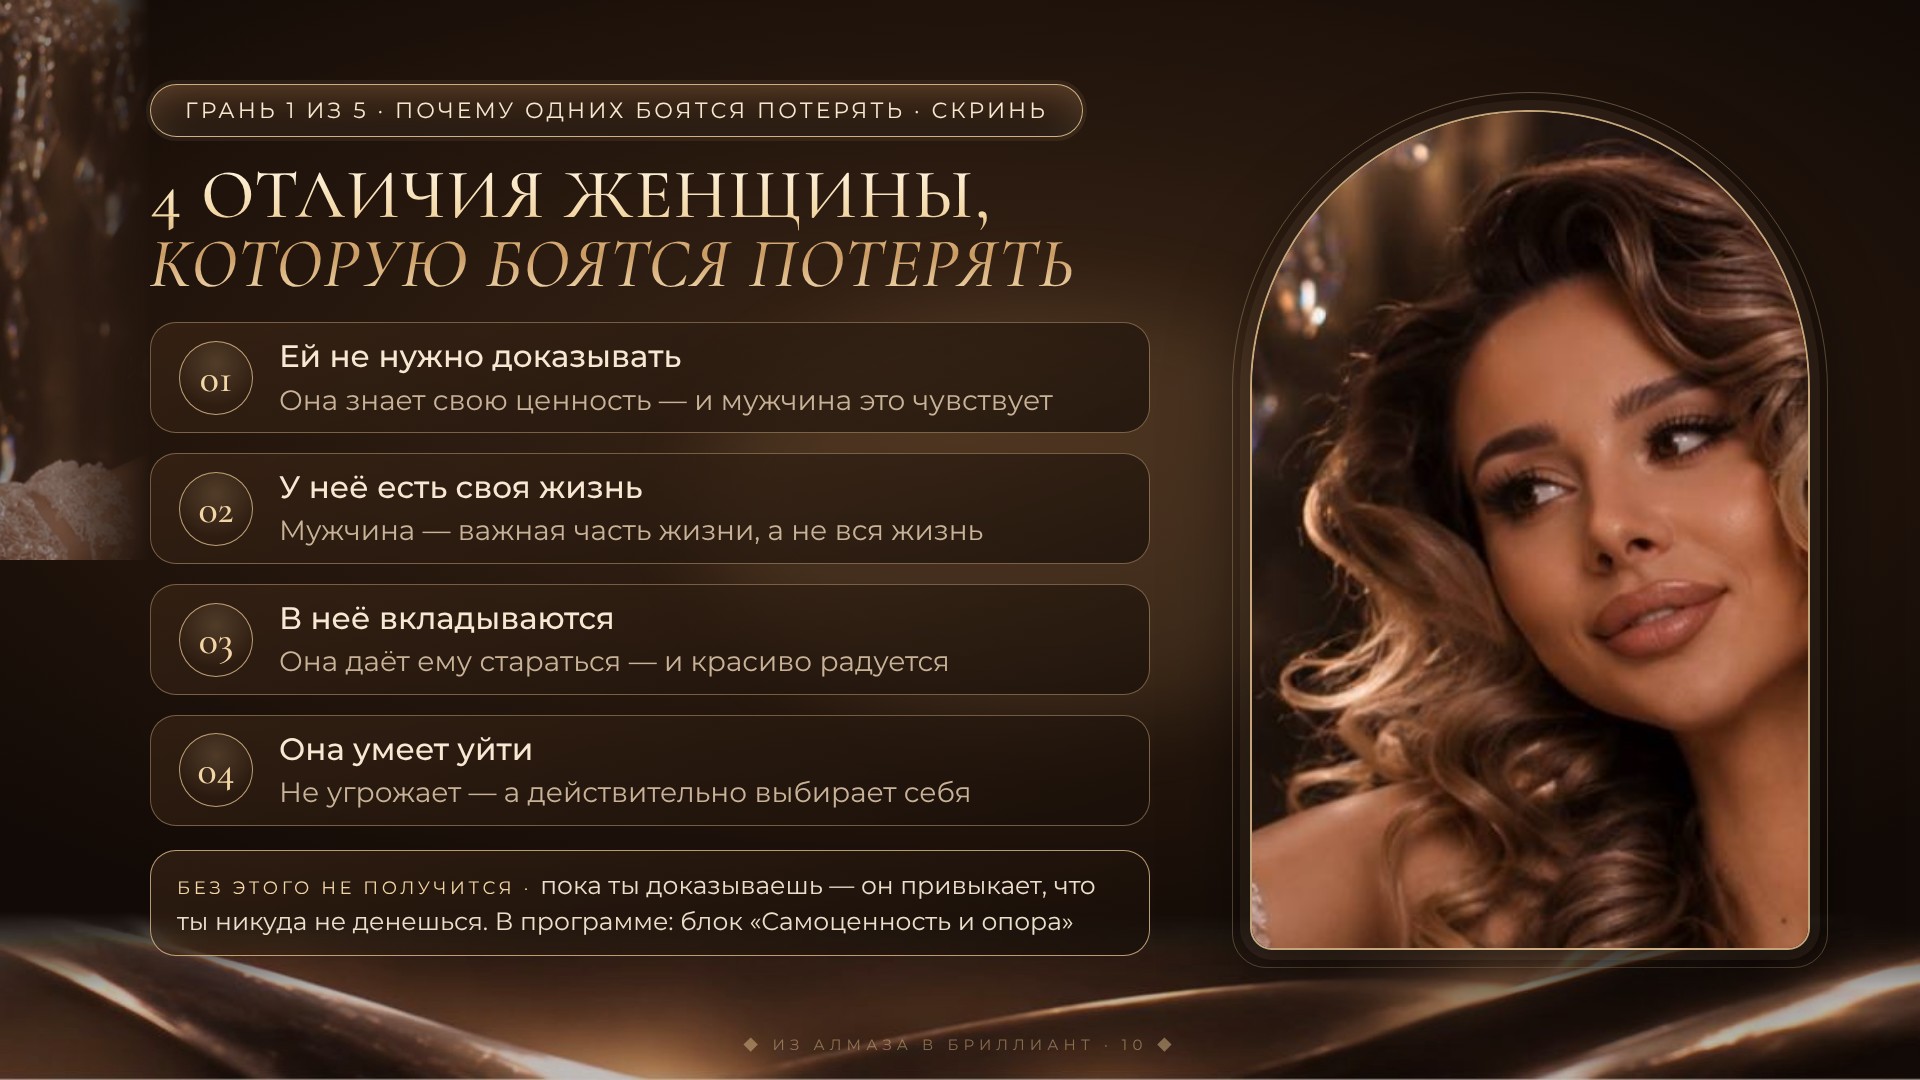 ГРАНЬ 1 ИЗ 5 · ПОЧЕМУ ОДНИХ БОЯТСЯ ПОТЕРЯТЬ · СКРИНЬ
4 ОТЛИЧИЯ ЖЕНЩИНЫ,
КОТОРУЮ БОЯТСЯ ПОТЕРЯТЬ
01
Ей не нужно доказывать
Она знает свою ценность — и мужчина это чувствует
02
У неё есть своя жизнь
Мужчина — важная часть жизни, а не вся жизнь
03
В неё вкладываются
Она даёт ему стараться — и красиво радуется
04
Она умеет уйти
Не угрожает — а действительно выбирает себя
БЕЗ ЭТОГО НЕ ПОЛУЧИТСЯ · пока ты доказываешь — он привыкает, что
ты никуда не денешься. В программе: блок «Самоценность и опора»
◆ ИЗ АЛМАЗА В БРИЛЛИАНТ · 10 ◆